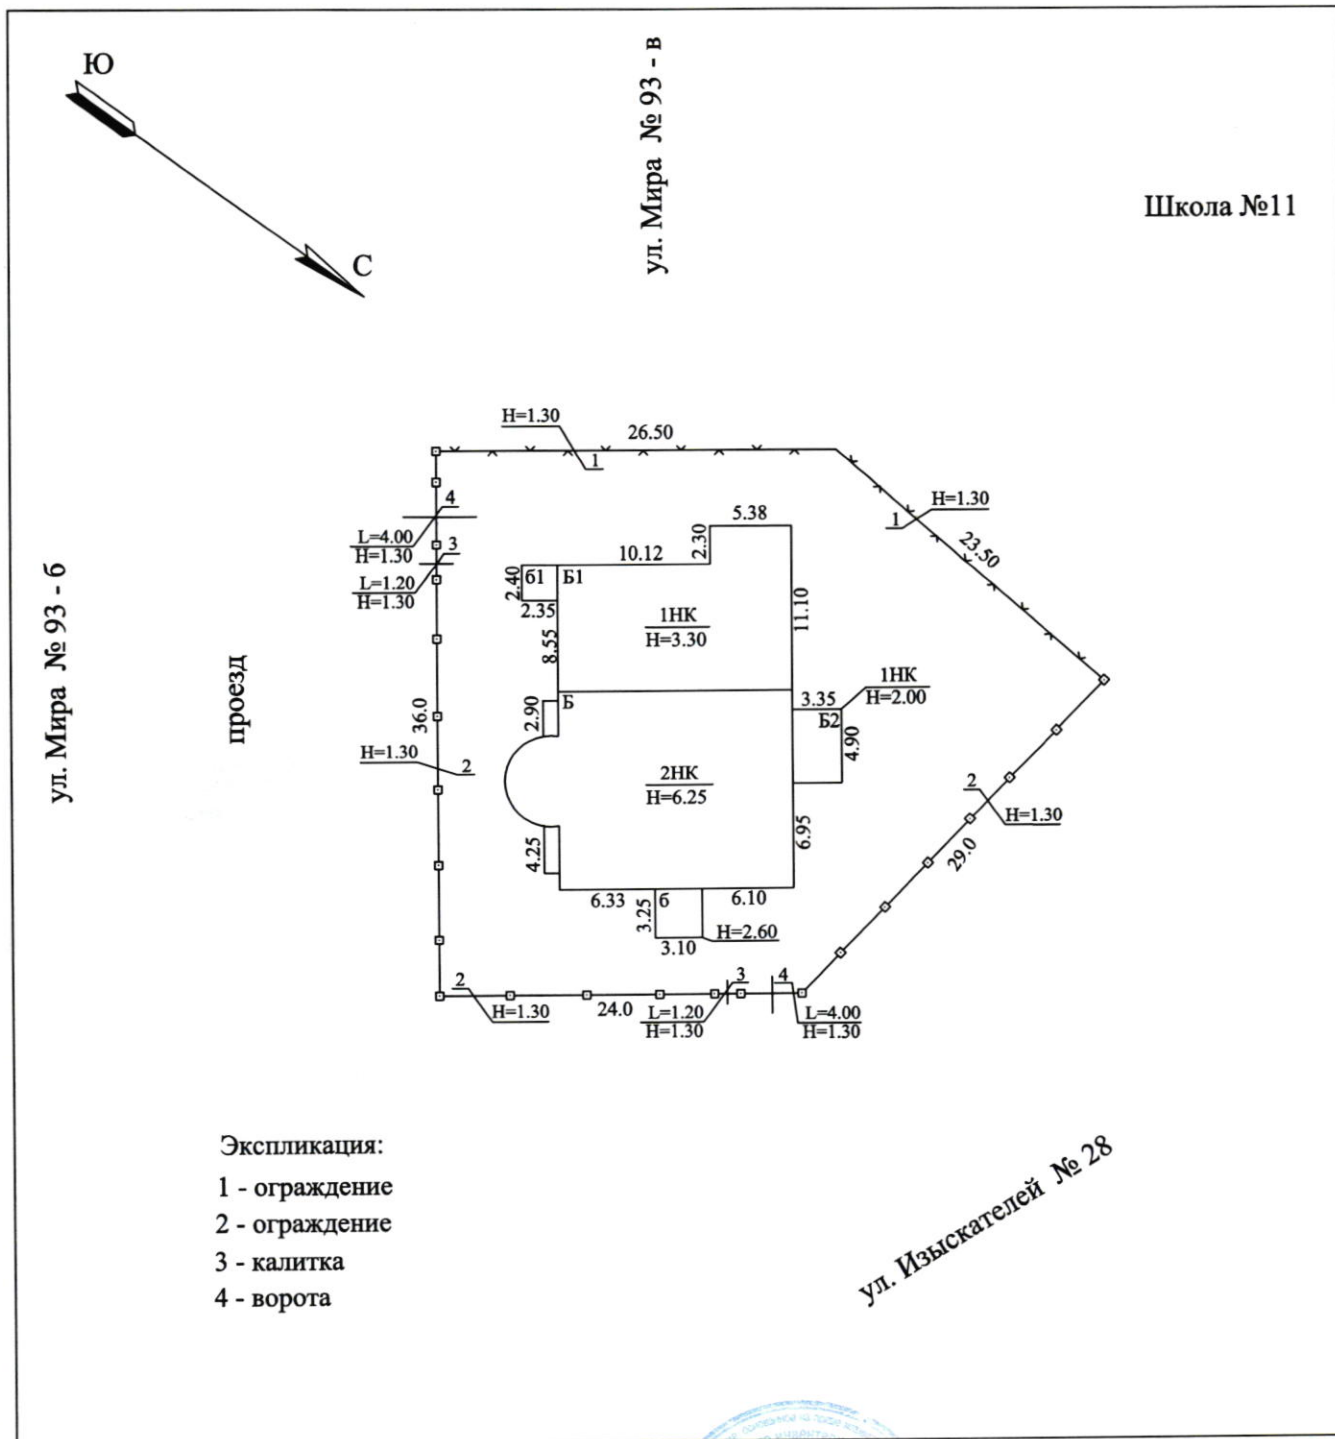 Ю
С
ул. Мира № 93 - в
Школа №11
ул. Мира № 93 - б
проезд
H=1.30
26.50
1
4
L=4.00
H=1.30
3
L=1.20
H=1.30
1
H=1.30
23.50
5.38
2.30
10.12
2.40
б1
Б1
2.35
8.55
1НК
H=3.30
11.10
1НК
H=2.00
3.35
Б2
4.90
Б
2.90
36.0
H=1.30
2
2НК
H=6.25
6.95
4.25
6.33
б
6.10
3.25
3.10
H=2.60
2
H=1.30
29.0
2
H=1.30
24.0
3
L=1.20
H=1.30
4
L=4.00
H=1.30
Экспликация:
1 - ограждение
2 - ограждение
3 - калитка
4 - ворота
ул. Изыскателей № 28